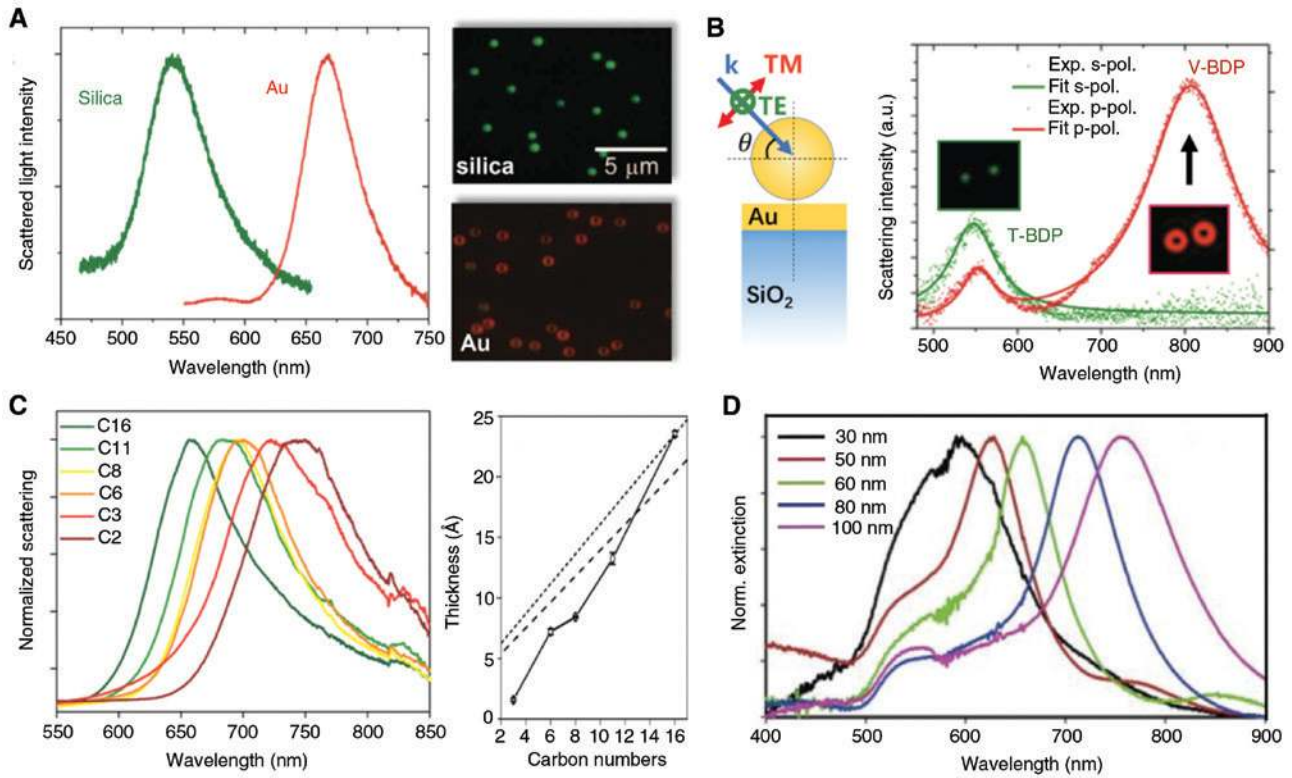 A
Scattered light intensity
Silica
Au
450 500 550 600 650 700 750
Wavelength (nm)
silica
5 μm
Au
B
k
TM
TE
θ
Au
SiO₂
Scattering intensity (a.u.)
Exp. s-pol.
Fit s-pol.
Exp. p-pol.
Fit p-pol.
V-BDP
T-BDP
500 600 700 800 900
Wavelength (nm)
C
Normalized scattering
C16
C11
C8
C6
C3
C2
550 600 650 700 750 800 850
Wavelength (nm)
Thickness (Å)
25
20
15
10
5
0
2 4 6 8 10 12 14 16
Carbon numbers
D
Norm. extinction
30 nm
50 nm
60 nm
80 nm
100 nm
400 500 600 700 800 900
Wavelength (nm)